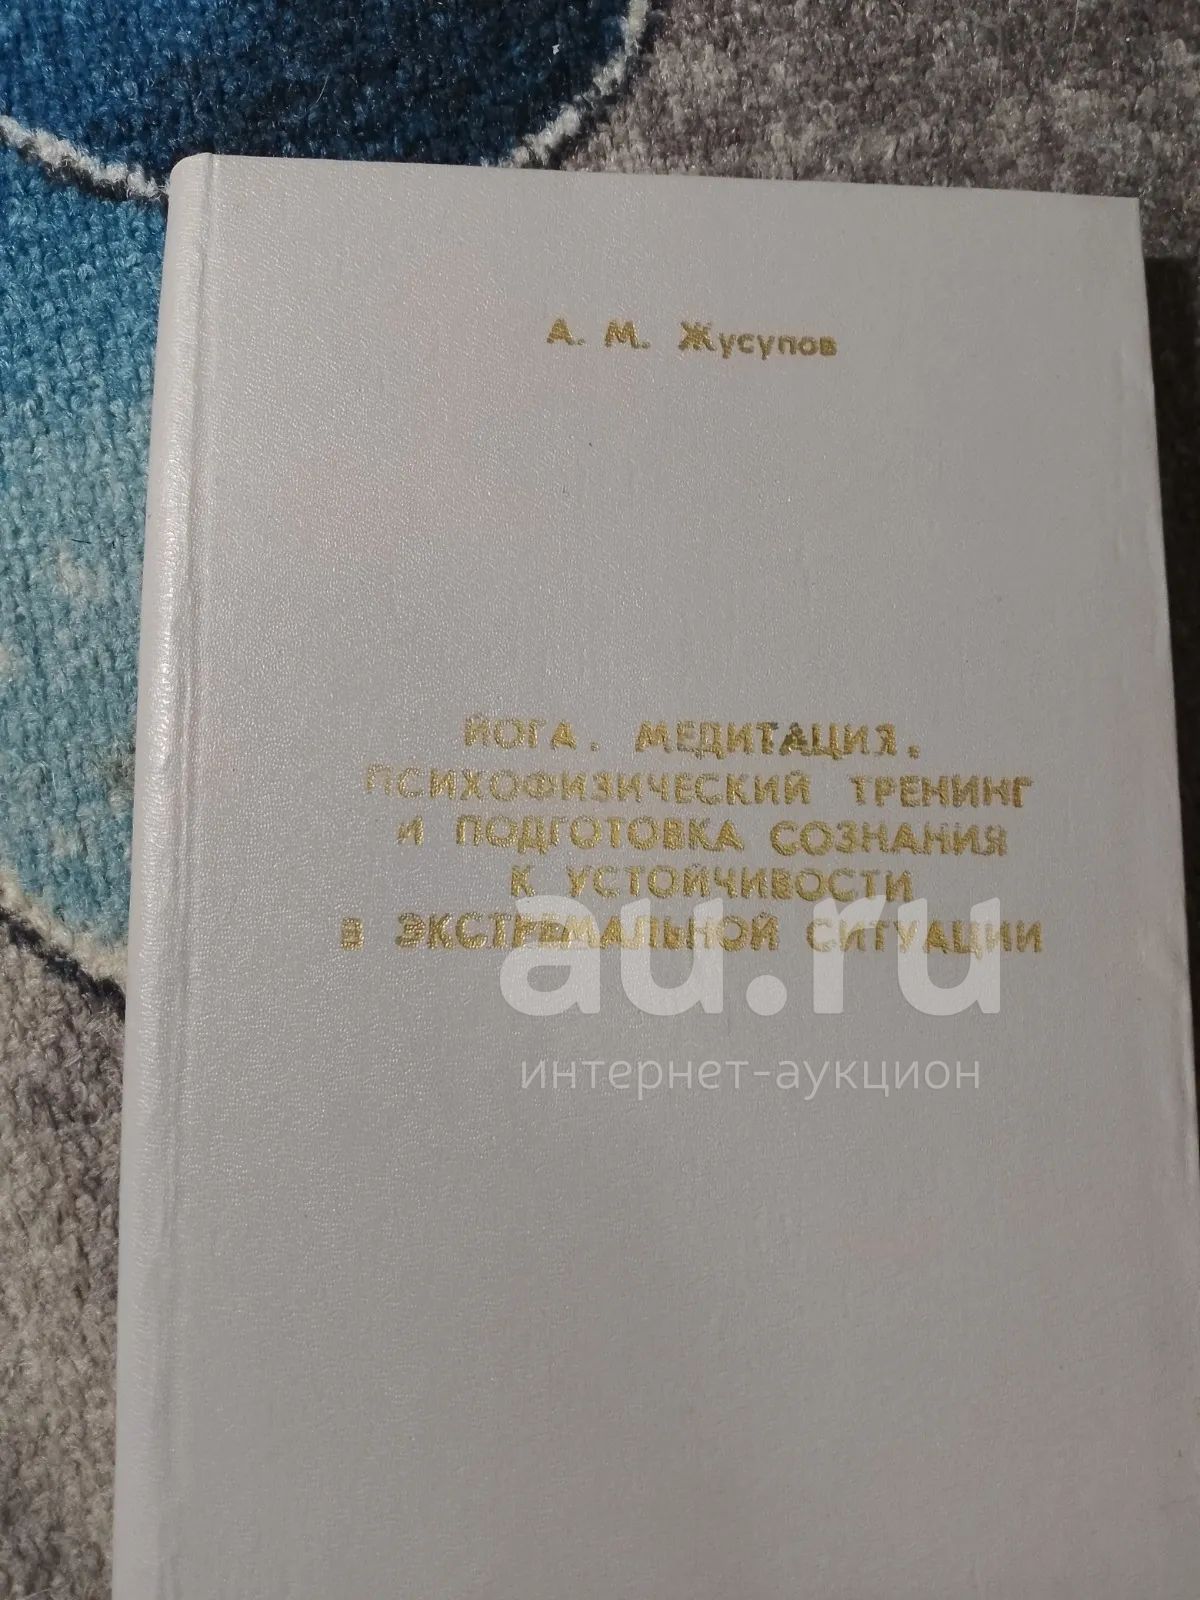 А. М. Жусупов
ЙОГА. МЕДИТАЦИЯ.
ПСИХОФИЗИЧЕСКИЙ ТРЕНИНГ
И ПОДГОТОВКА СОЗНАНИЯ
К УСТОЙЧИВОСТИ
В ЭКСТРЕМАЛЬНОЙ СИТУАЦИИ
au.ru
интернет-аукцион